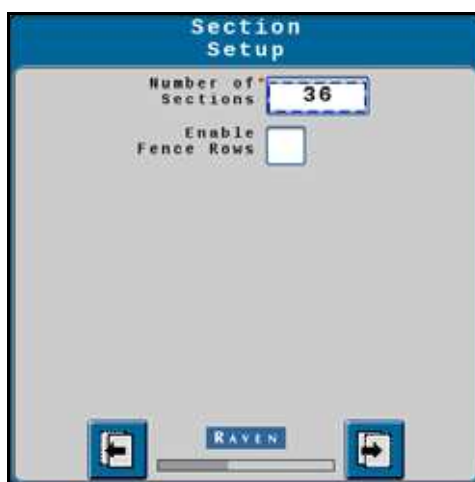 Section
Setup
Number of*
Sections
36
Enable
Fence Rows
RAVEN